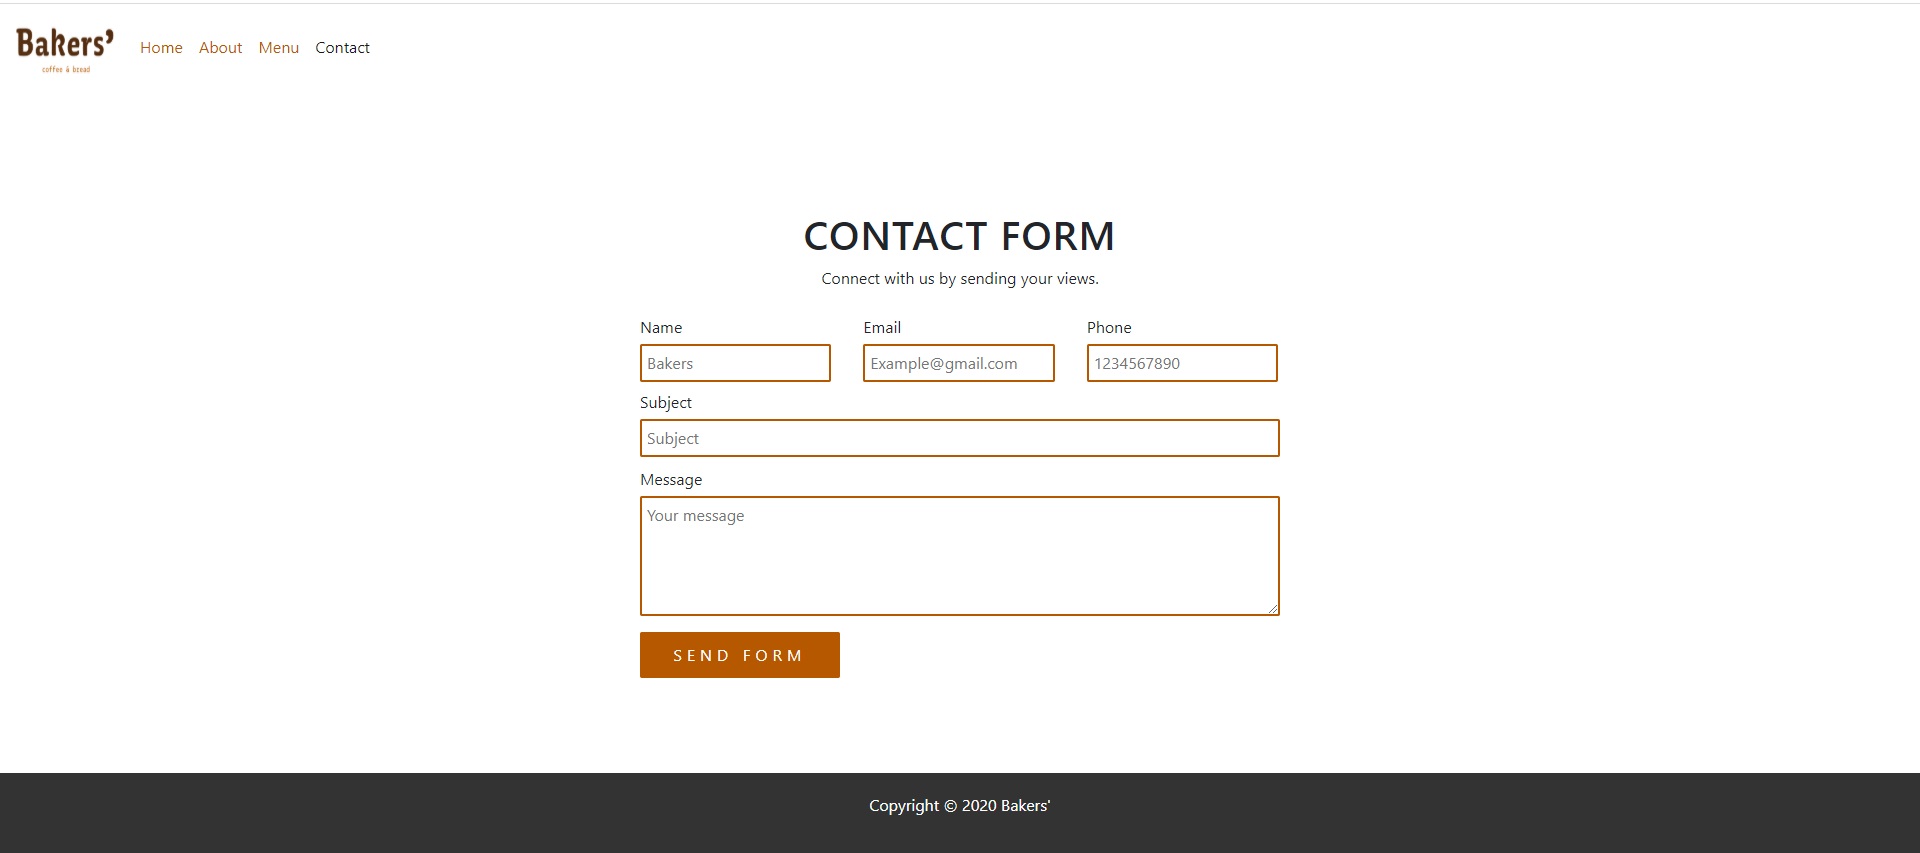 Bakers’
coffee & bread
Home About Menu Contact
CONTACT FORM
Connect with us by sending your views.
Name Email Phone
Bakers Example@gmail.com 1234567890
Subject
Subject
Message
Your message
SEND FORM
Copyright © 2020 Bakers'